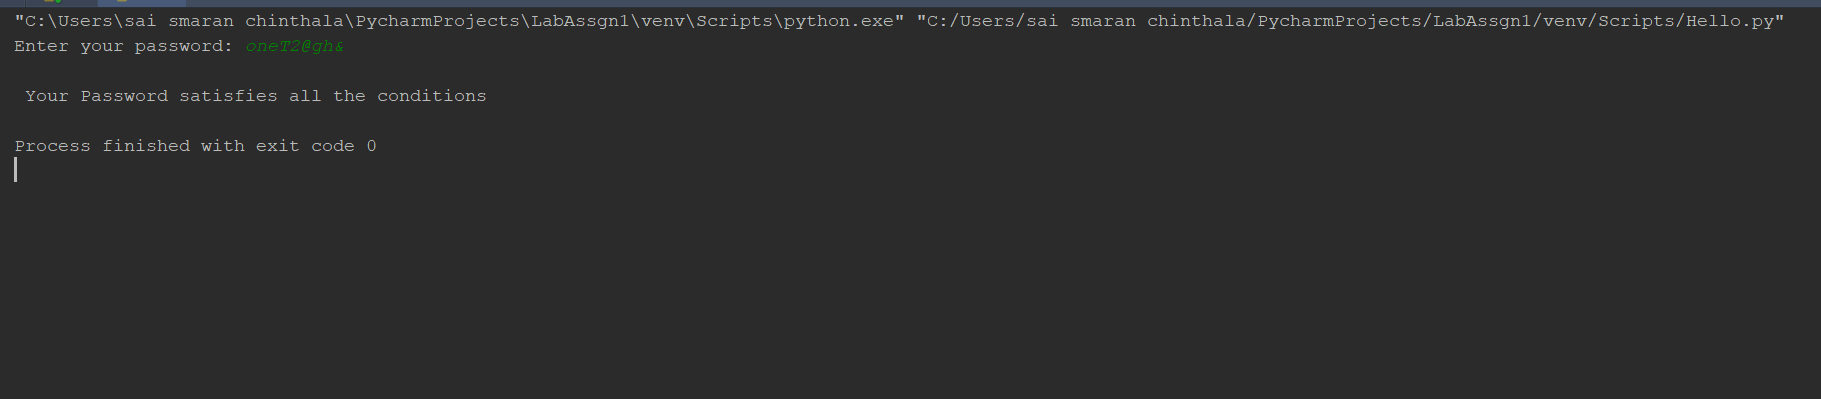 "C:\Users\sai smaran chinthala\PycharmProjects\LabAssgn1\venv\Scripts\python.exe" "C:/Users/sai smaran chinthala/PycharmProjects/LabAssgn1/venv/Scripts/Hello.py"
Enter your password: oneT2@gh&
Your Password satisfies all the conditions
Process finished with exit code 0